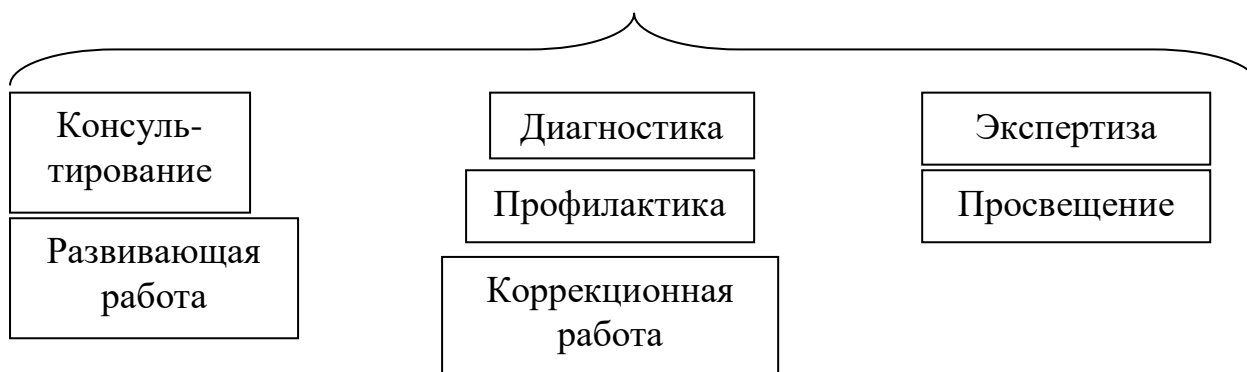 Консуль-
тирование
Развивающая
работа
Диагностика
Профилактика
Коррекционная
работа
Экспертиза
Просвещение